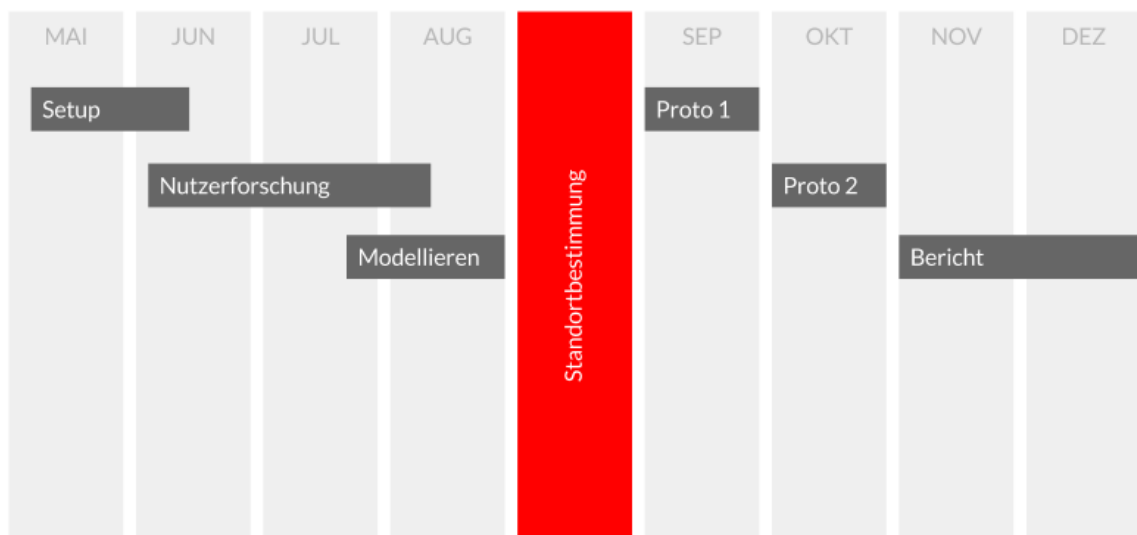 MAI
JUN
JUL
AUG
SEP
OKT
NOV
DEZ
Setup
Proto 1
Nutzerforschung
Proto 2
Modellieren
Bericht
Standortbestimmung